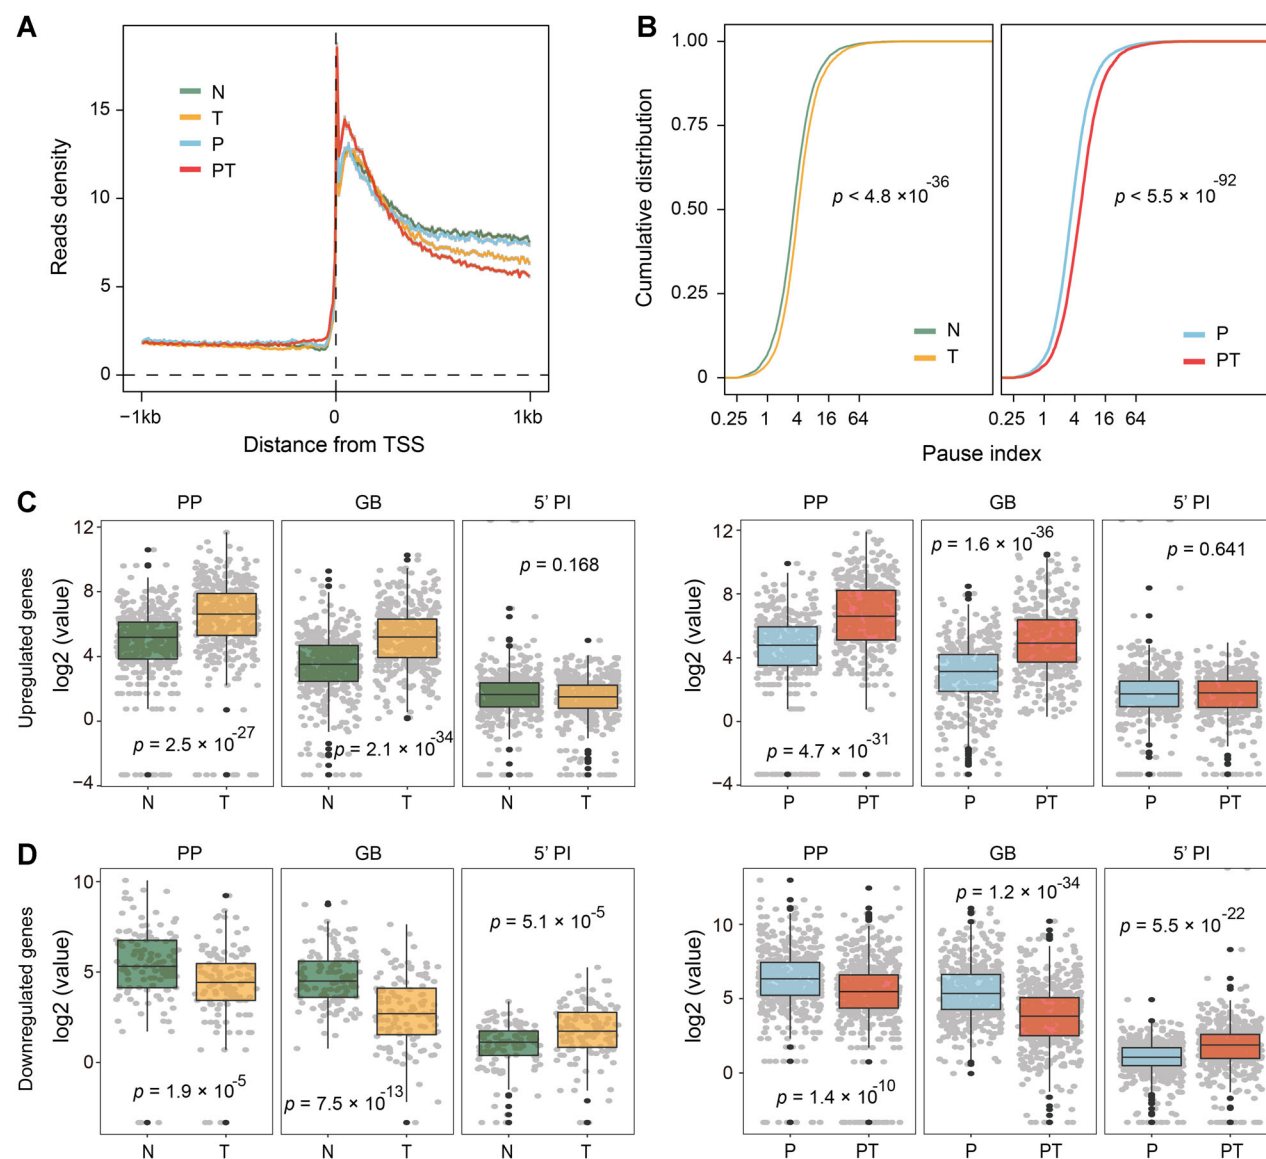 A
Reads density
15
10
5
0
N
T
P
PT
−1kb
0
1kb
Distance from TSS
B
Cumulative distribution
1.00
0.75
0.50
0.25
0
p < 4.8 ×10-36
N
T
p < 5.5 × 10-92
P
PT
0.25 1 4 16 64
0.25 1 4 16 64
Pause index
C
Upregulated genes
log2 (value)
PP
GB
5’ PI
12
8
4
0
−4
p = 2.5 × 10-27
p = 2.1 × 10-34
p = 0.168
N T
N T
N T
PP
GB
5’ PI
log2 (value)
12
8
4
0
−4
p = 4.7 × 10-31
p = 1.6 × 10-36
p = 0.641
P PT
P PT
P PT
D
Downregulated genes
log2 (value)
PP
GB
5’ PI
10
5
0
p = 1.9 × 10-5
p = 7.5 × 10-13
p = 5.1 × 10-5
N T
N T
N T
PP
GB
5’ PI
log2 (value)
10
5
0
p = 1.4 × 10-10
p = 1.2 × 10-34
p = 5.5 × 10-22
P PT
P PT
P PT